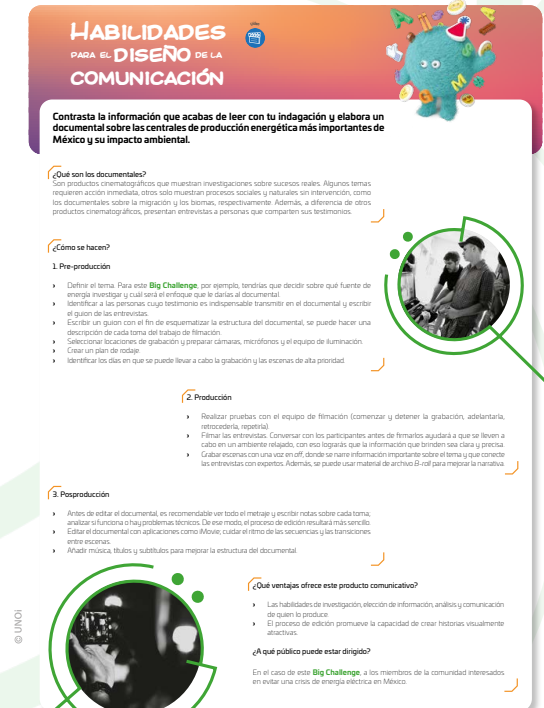 HABILIDADES
PARA EL DISEÑO DE LA
COMUNICACIÓN
Contrasta la información que acabas de leer con tu indagación y elabora un
documental sobre las centrales de producción energética más importantes de
México y su impacto ambiental.
¿Qué son los documentales?
Son productos cinematográficos que muestran investigaciones sobre sucesos reales. Algunos temas
requieren acción inmediata, otros solo muestran procesos sociales y naturales sin intervención, como
los documentales sobre la migración y los biomas, respectivamente. Además, a diferencia de otros
productos cinematográficos, presentan entrevistas a personas que comparten sus testimonios.
¿Cómo se hacen?
1. Pre-producción
› Definir el tema. Para este Big Challenge, por ejemplo, tendrías que decidir sobre qué fuente de
energía investigar y cuál será el enfoque que le darías al documental.
› Identificar a las personas cuyo testimonio es indispensable transmitir en el documental y escribir
el guion de las entrevistas.
› Escribir un guion con el fin de esquematizar la estructura del documental, se puede hacer una
descripción de cada toma del trabajo de filmación.
› Seleccionar locaciones de grabación y preparar cámaras, micrófonos y el equipo de iluminación.
› Crear un plan de rodaje.
› Identificar los días en que se puede llevar a cabo la grabación y las escenas de alta prioridad.
2. Producción
› Realizar pruebas con el equipo de filmación (comenzar y detener la grabación, adelantarla,
retrocederla, repetirla).
› Filmar las entrevistas. Conversar con los participantes antes de firmarlos ayudará a que se lleven a
cabo en un ambiente relajado, con eso lograrás que la información que brinden sea clara y precisa.
› Grabar escenas con una voz en off, donde se narre información importante sobre el tema y que conecte
las entrevistas con expertos. Además, se puede usar material de archivo B-roll para mejorar la narrativa.
3. Posproducción
› Antes de editar el documental, es recomendable ver todo el metraje y escribir notas sobre cada toma;
analizar si funciona o hay problemas técnicos. De ese modo, el proceso de edición resultará más sencillo.
› Editar el documental con aplicaciones como iMovie; cuidar el ritmo de las secuencias y las transiciones
entre escenas.
› Añadir música, títulos y subtítulos para mejorar la estructura del documental.
¿Qué ventajas ofrece este producto comunicativo?
› Las habilidades de investigación, elección de información, análisis y comunicación
de quien lo produce.
› El proceso de edición promueve la capacidad de crear historias visualmente
atractivas.
¿A qué público puede estar dirigido?
En el caso de este Big Challenge, a los miembros de la comunidad interesados
en evitar una crisis de energía eléctrica en México.
© UNOi